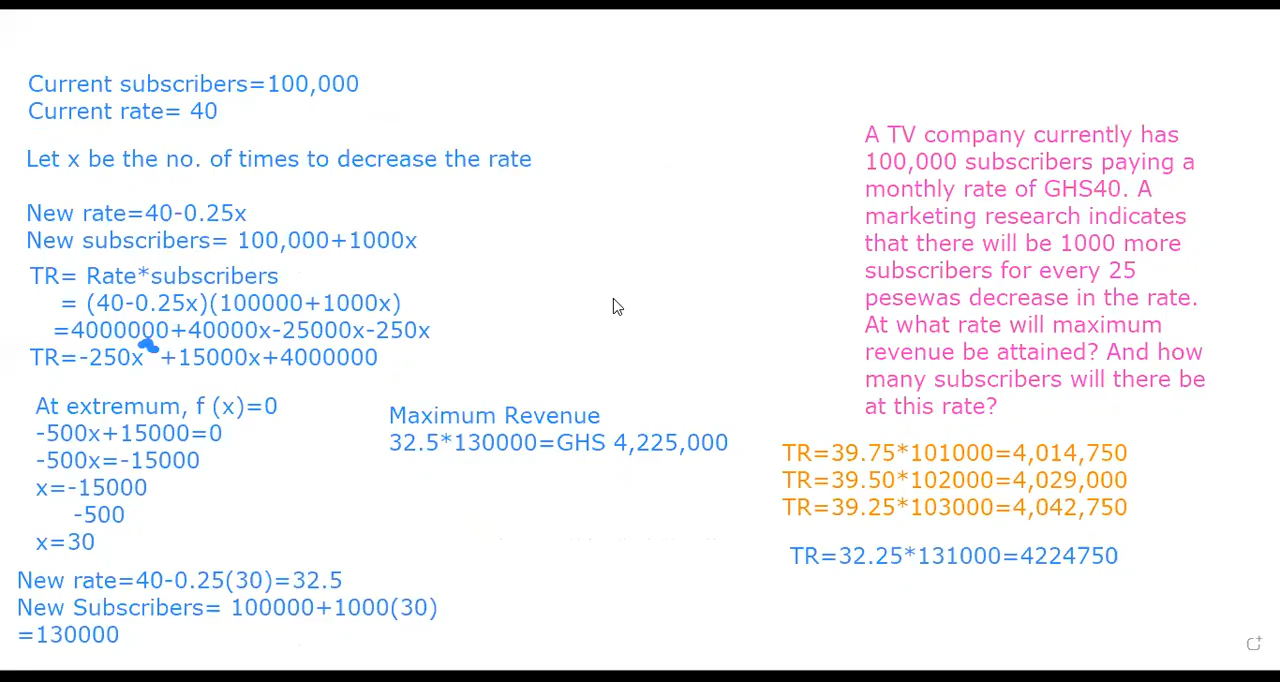 Current subscribers=100,000
Current rate= 40
Let x be the no. of times to decrease the rate
New rate=40-0.25x
New subscribers= 100,000+1000x
TR= Rate*subscribers
= (40-0.25x)(100000+1000x)
=4000000+40000x-25000x-250x
TR=-250x +15000x+4000000
At extremum, f (x)=0
-500x+15000=0
-500x=-15000
x=-15000
-500
x=30
New rate=40-0.25(30)=32.5
New Subscribers= 100000+1000(30)
=130000
Maximum Revenue
32.5*130000=GHS 4,225,000
A TV company currently has
100,000 subscribers paying a
monthly rate of GHS40. A
marketing research indicates
that there will be 1000 more
subscribers for every 25
pesewas decrease in the rate.
At what rate will maximum
revenue be attained? And how
many subscribers will there be
at this rate?
TR=39.75*101000=4,014,750
TR=39.50*102000=4,029,000
TR=39.25*103000=4,042,750
TR=32.25*131000=4224750